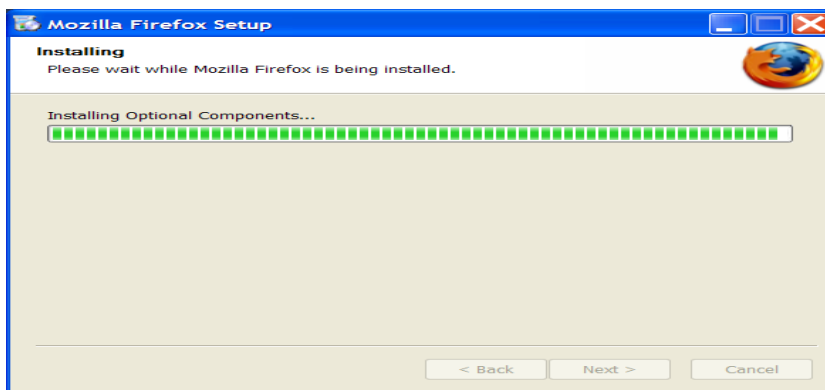 Mozilla Firefox Setup
Installing
Please wait while Mozilla Firefox is being installed.
Installing Optional Components...
< Back Next > Cancel